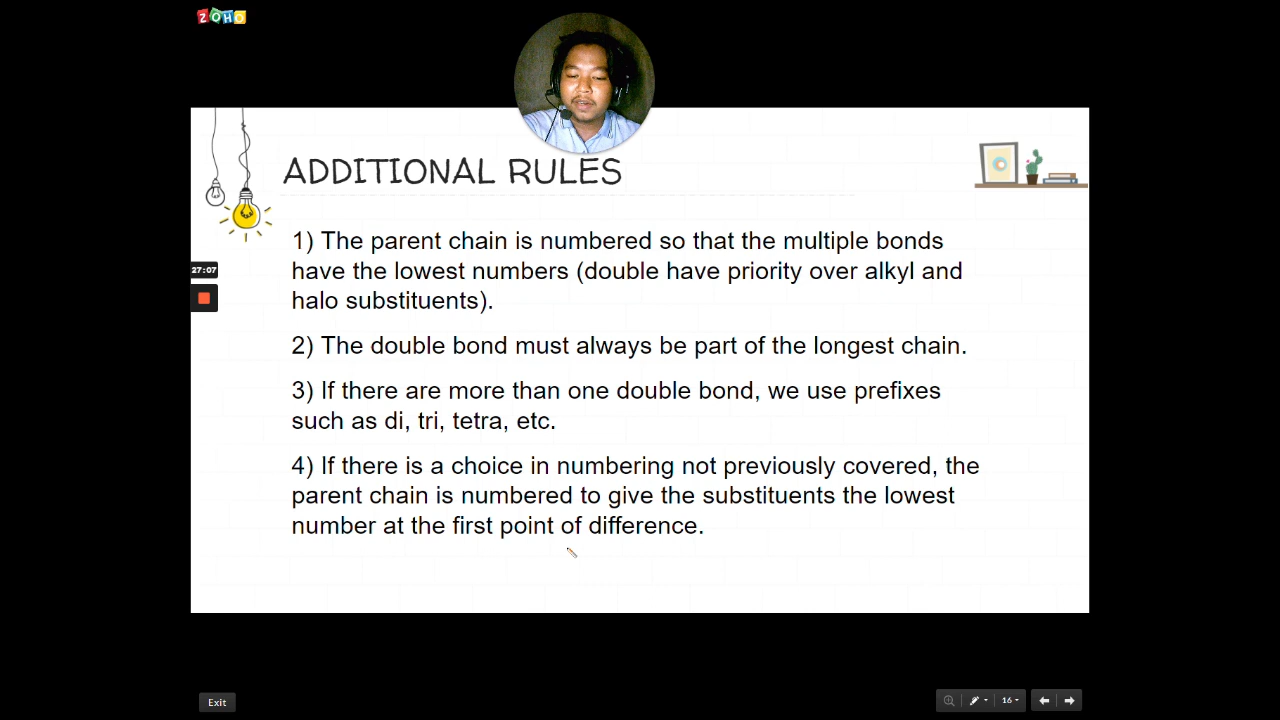 ZOHO
ADDITIONAL RULES
1) The parent chain is numbered so that the multiple bonds
have the lowest numbers (double have priority over alkyl and
halo substituents).
27:07
2) The double bond must always be part of the longest chain.
3) If there are more than one double bond, we use prefixes
such as di, tri, tetra, etc.
4) If there is a choice in numbering not previously covered, the
parent chain is numbered to give the substituents the lowest
number at the first point of difference.
Exit
16